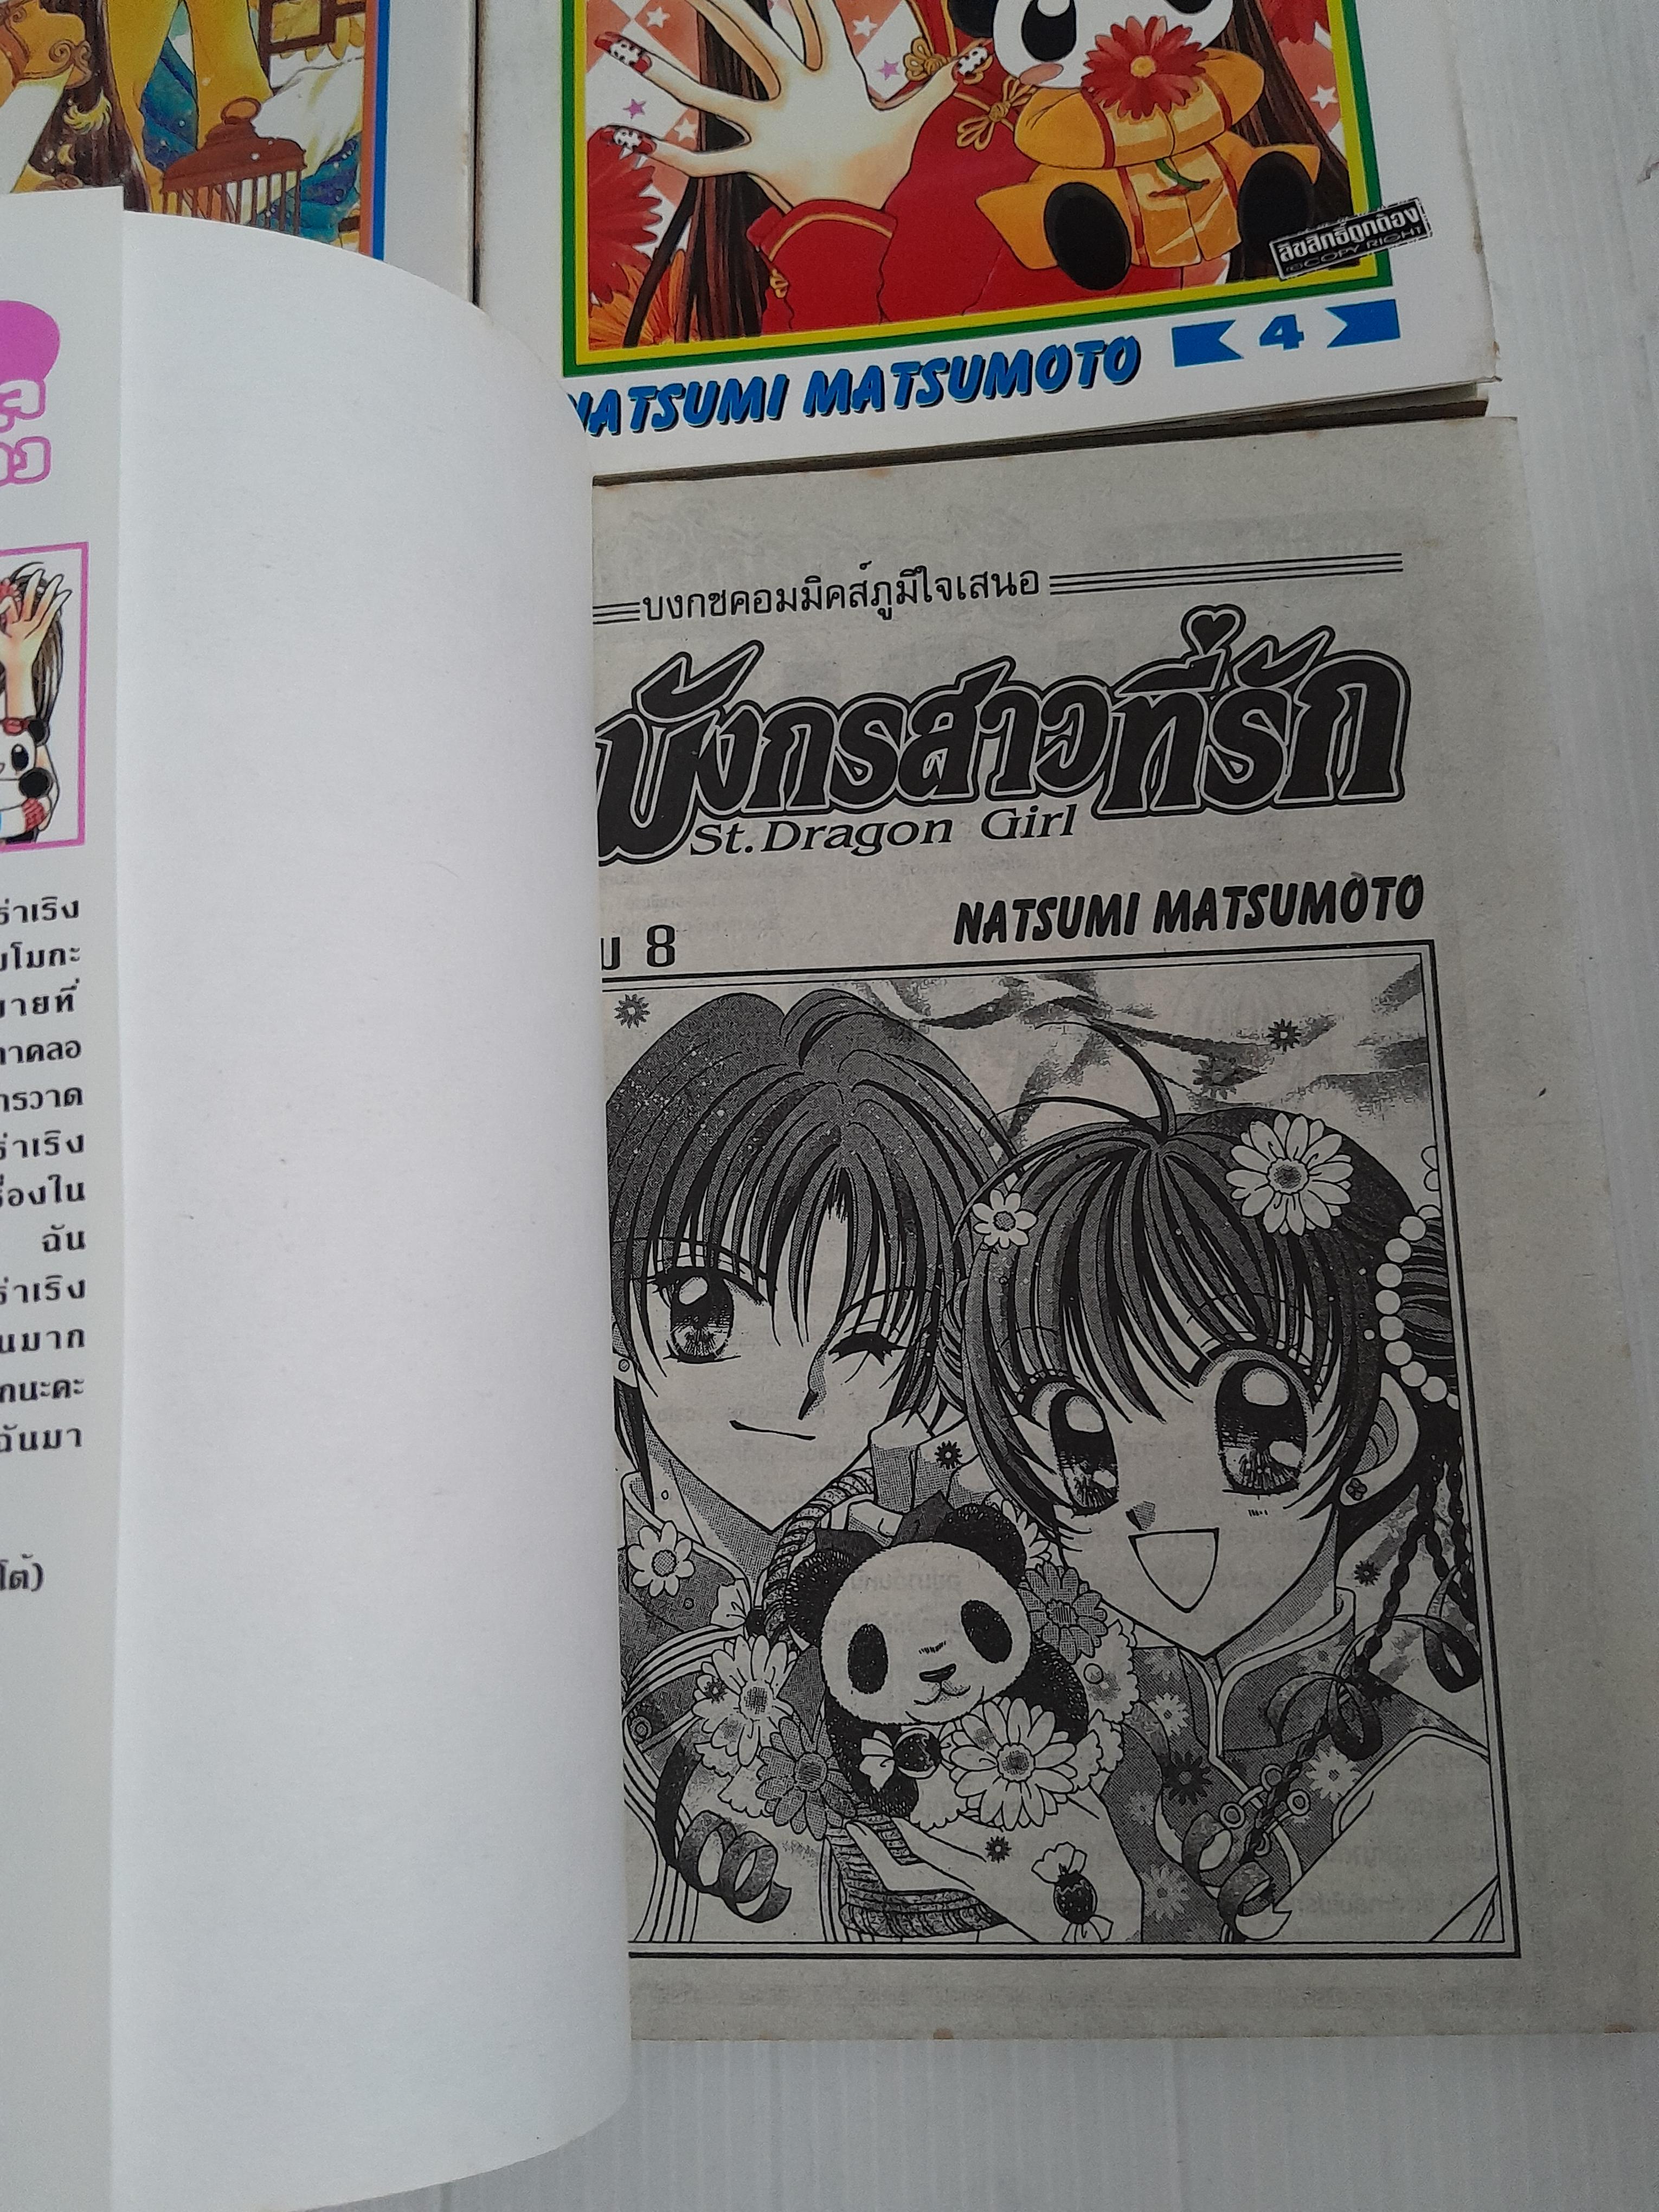 ลิขสิทธิ์ถูกต้อง
©COPY RIGHT
NATSUMI MATSUMOTO 4
บงกชคอมมิคส์ภูมิใจเสนอ
มังกรสาวที่รัก
St. Dragon Girl
NATSUMI MATSUMOTO
ม 8
ร่าเริง
โมกะ
ายที่
าคลอ
ารวาด
ร่าเริง
รื่องใน
ฉัน
ร่าเริง
นมาก
กนะคะ
ฉันมา
โต้)